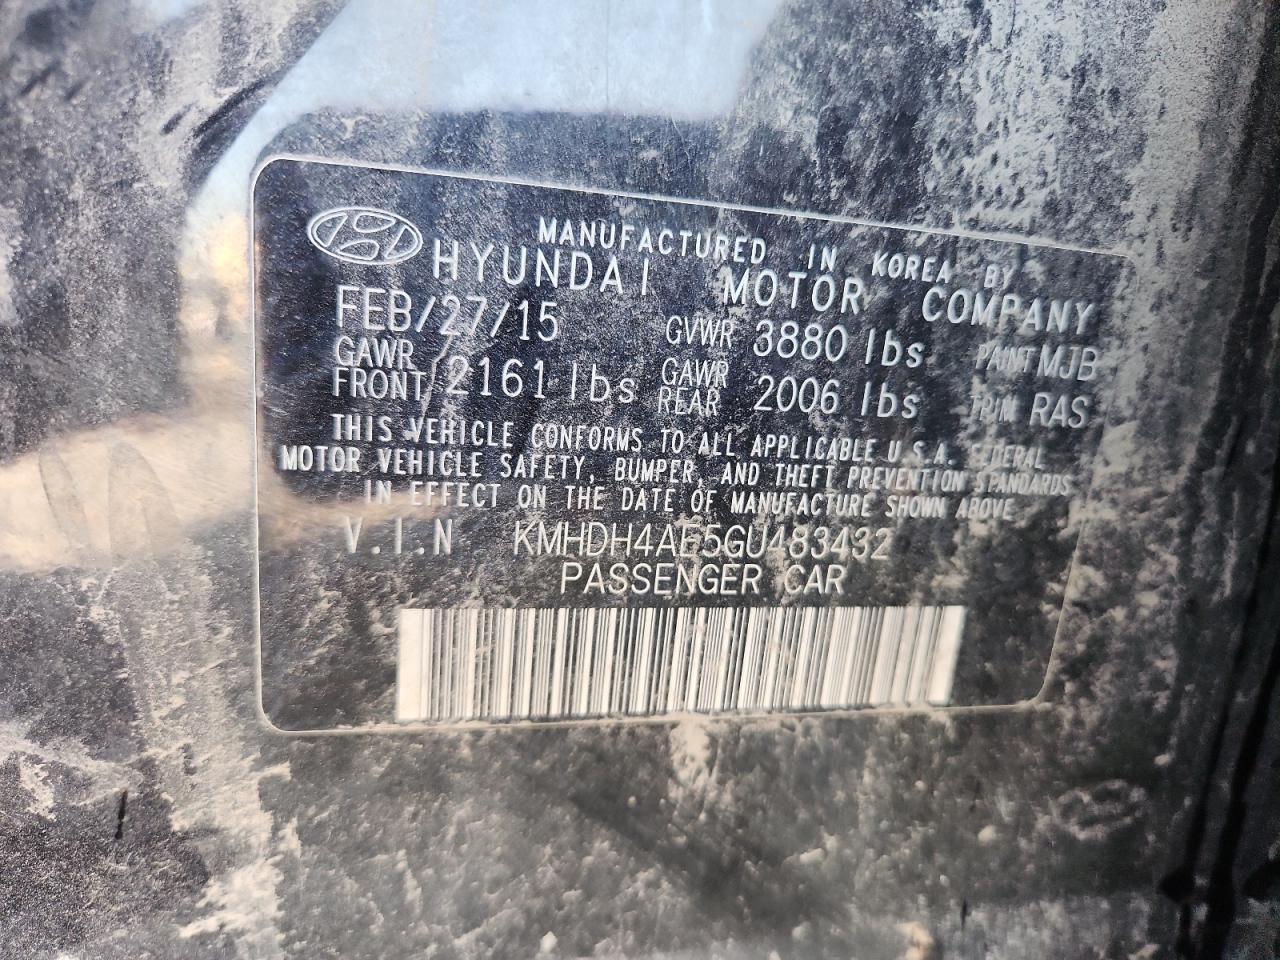 MANUFACTURED IN KOREA BY
HYUNDAI MOTOR COMPANY
FEB/27/15 GVWR 3880 lbs PAINT MJB
GAWR FRONT 2161 lbs GAWR REAR 2006 lbs TRIM RAS
THIS VEHICLE CONFORMS TO ALL APPLICABLE U.S.A. FEDERAL
MOTOR VEHICLE SAFETY, BUMPER, AND THEFT PREVENTION STANDARDS
IN EFFECT ON THE DATE OF MANUFACTURE SHOWN ABOVE
V.I.N KMHDH4AE5GU483432
PASSENGER CAR